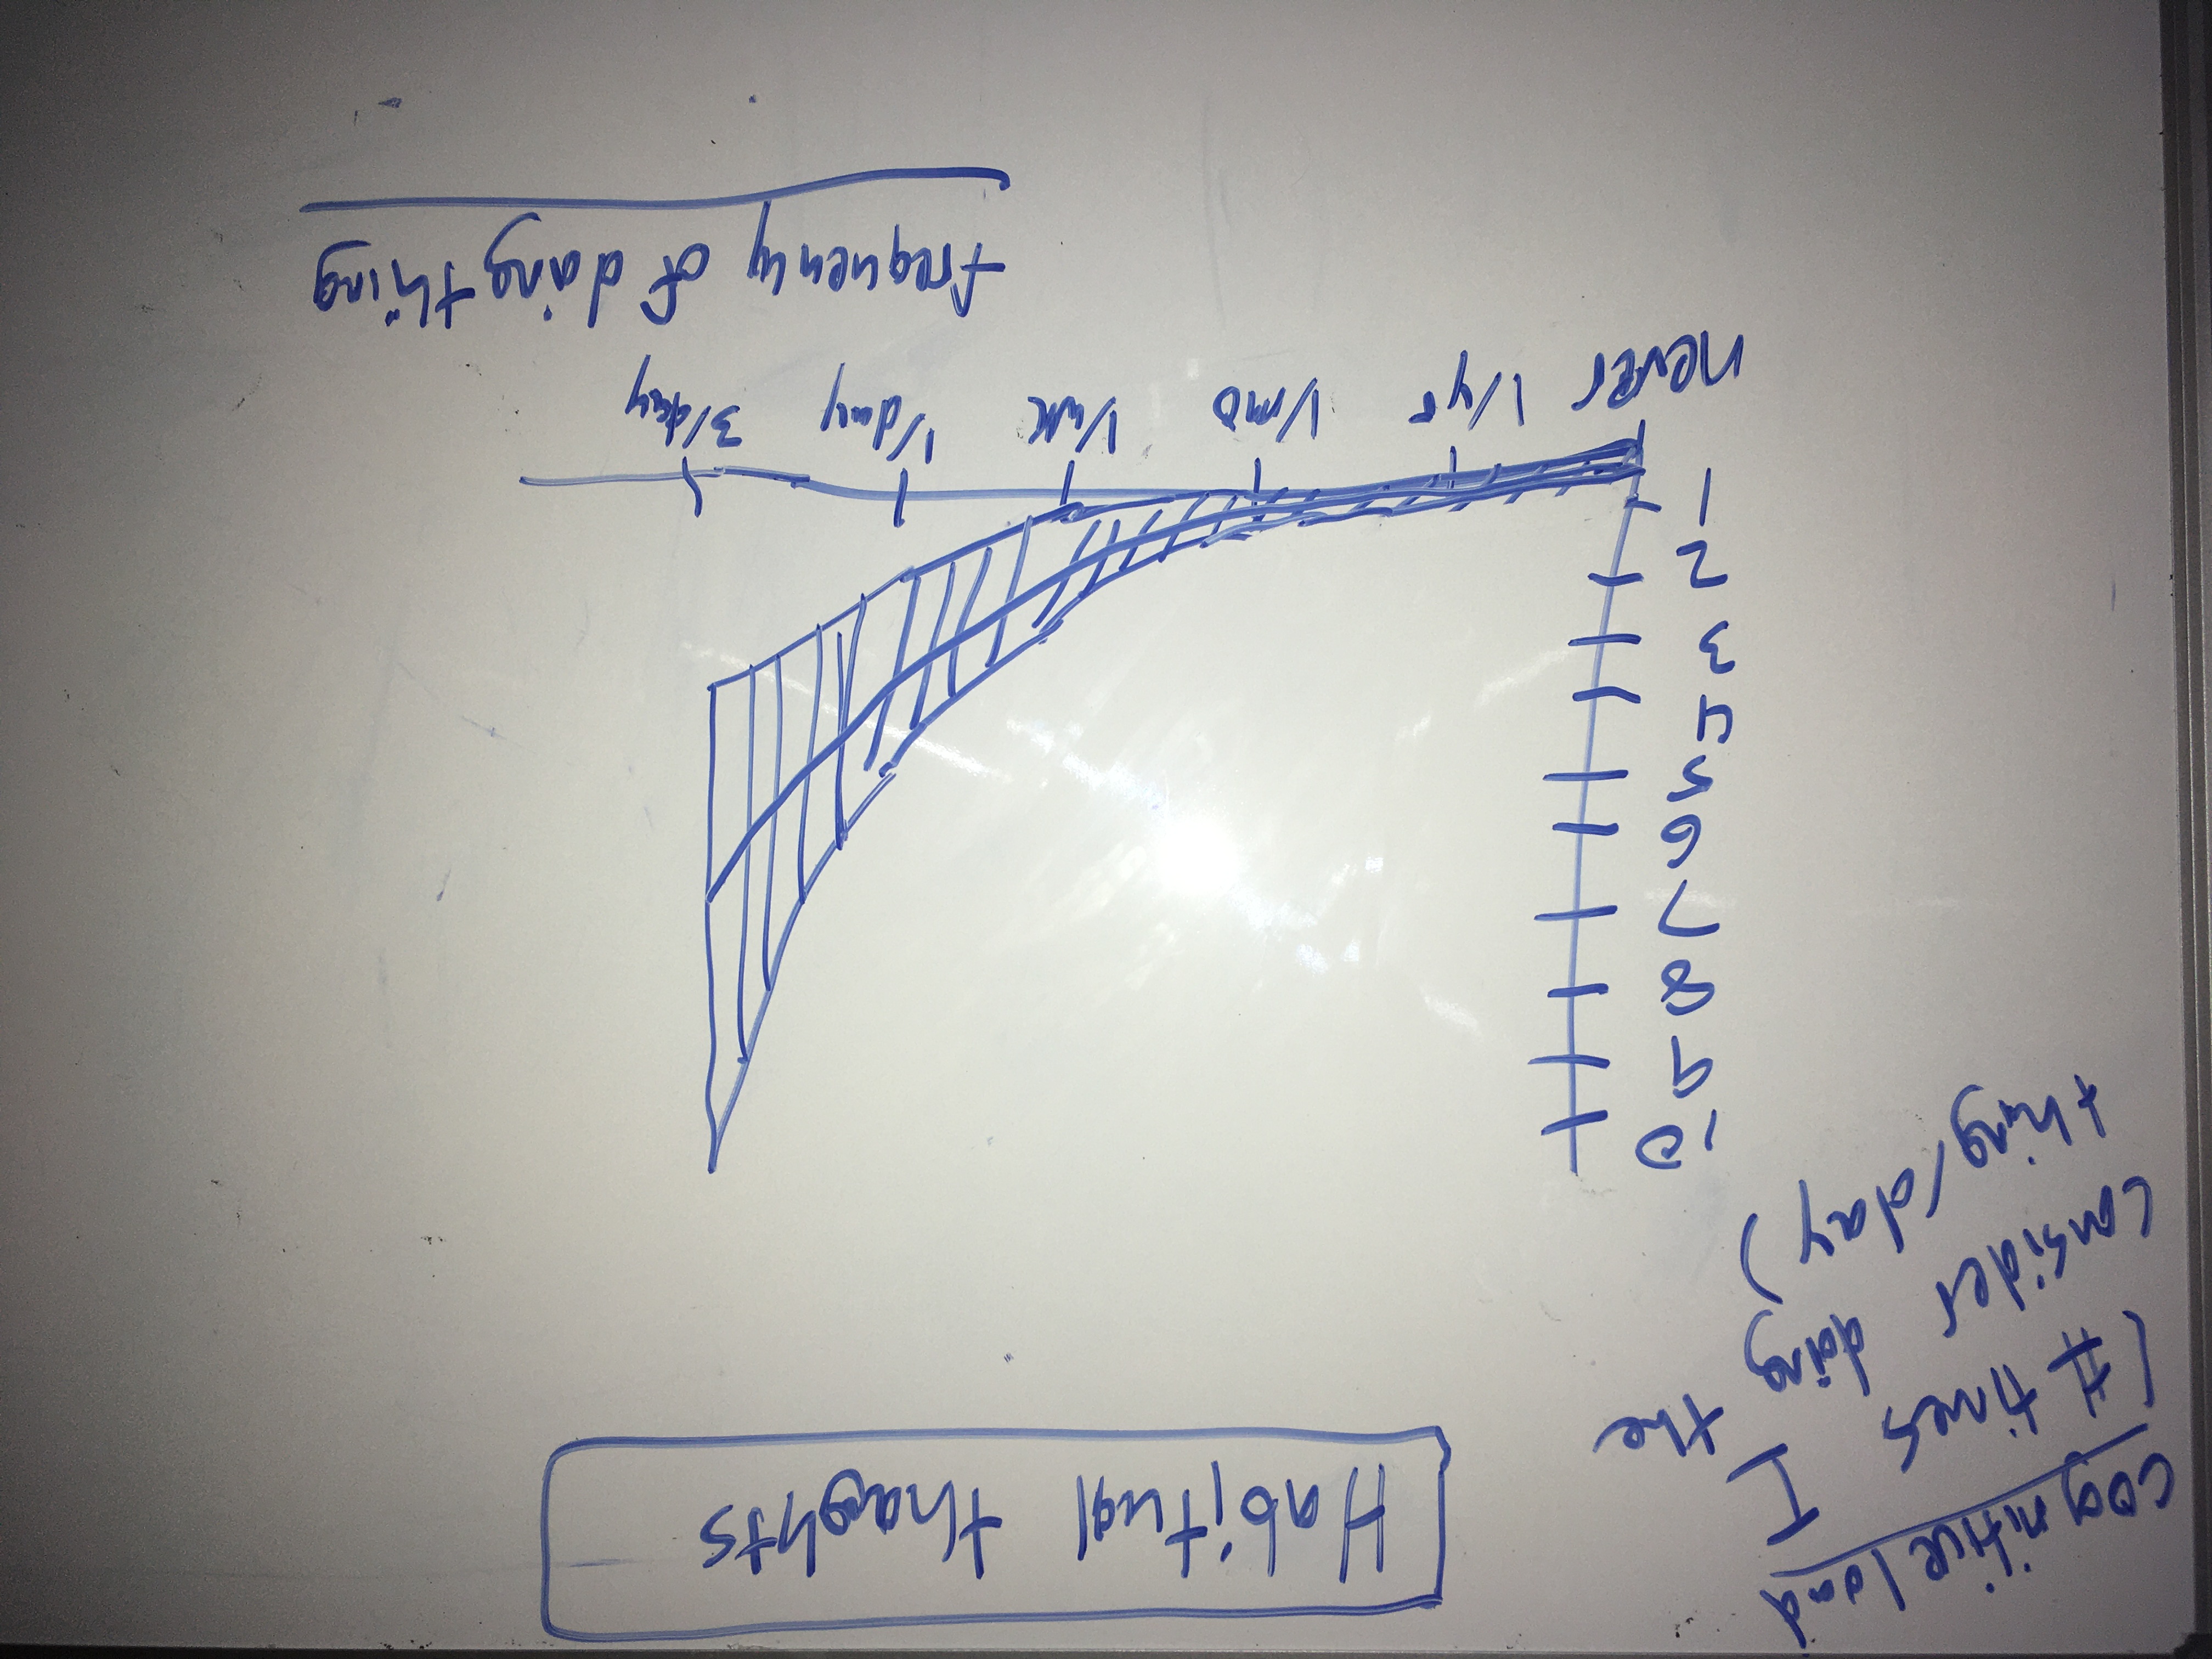 Habitual thoghts
cognitive load
(# times I
consider doing the
thing/day)
10
9
8
7
6
5
4
3
2
1
never 1/yr 1/mo 1/wk 1/day 3/day
frequency of doing thing